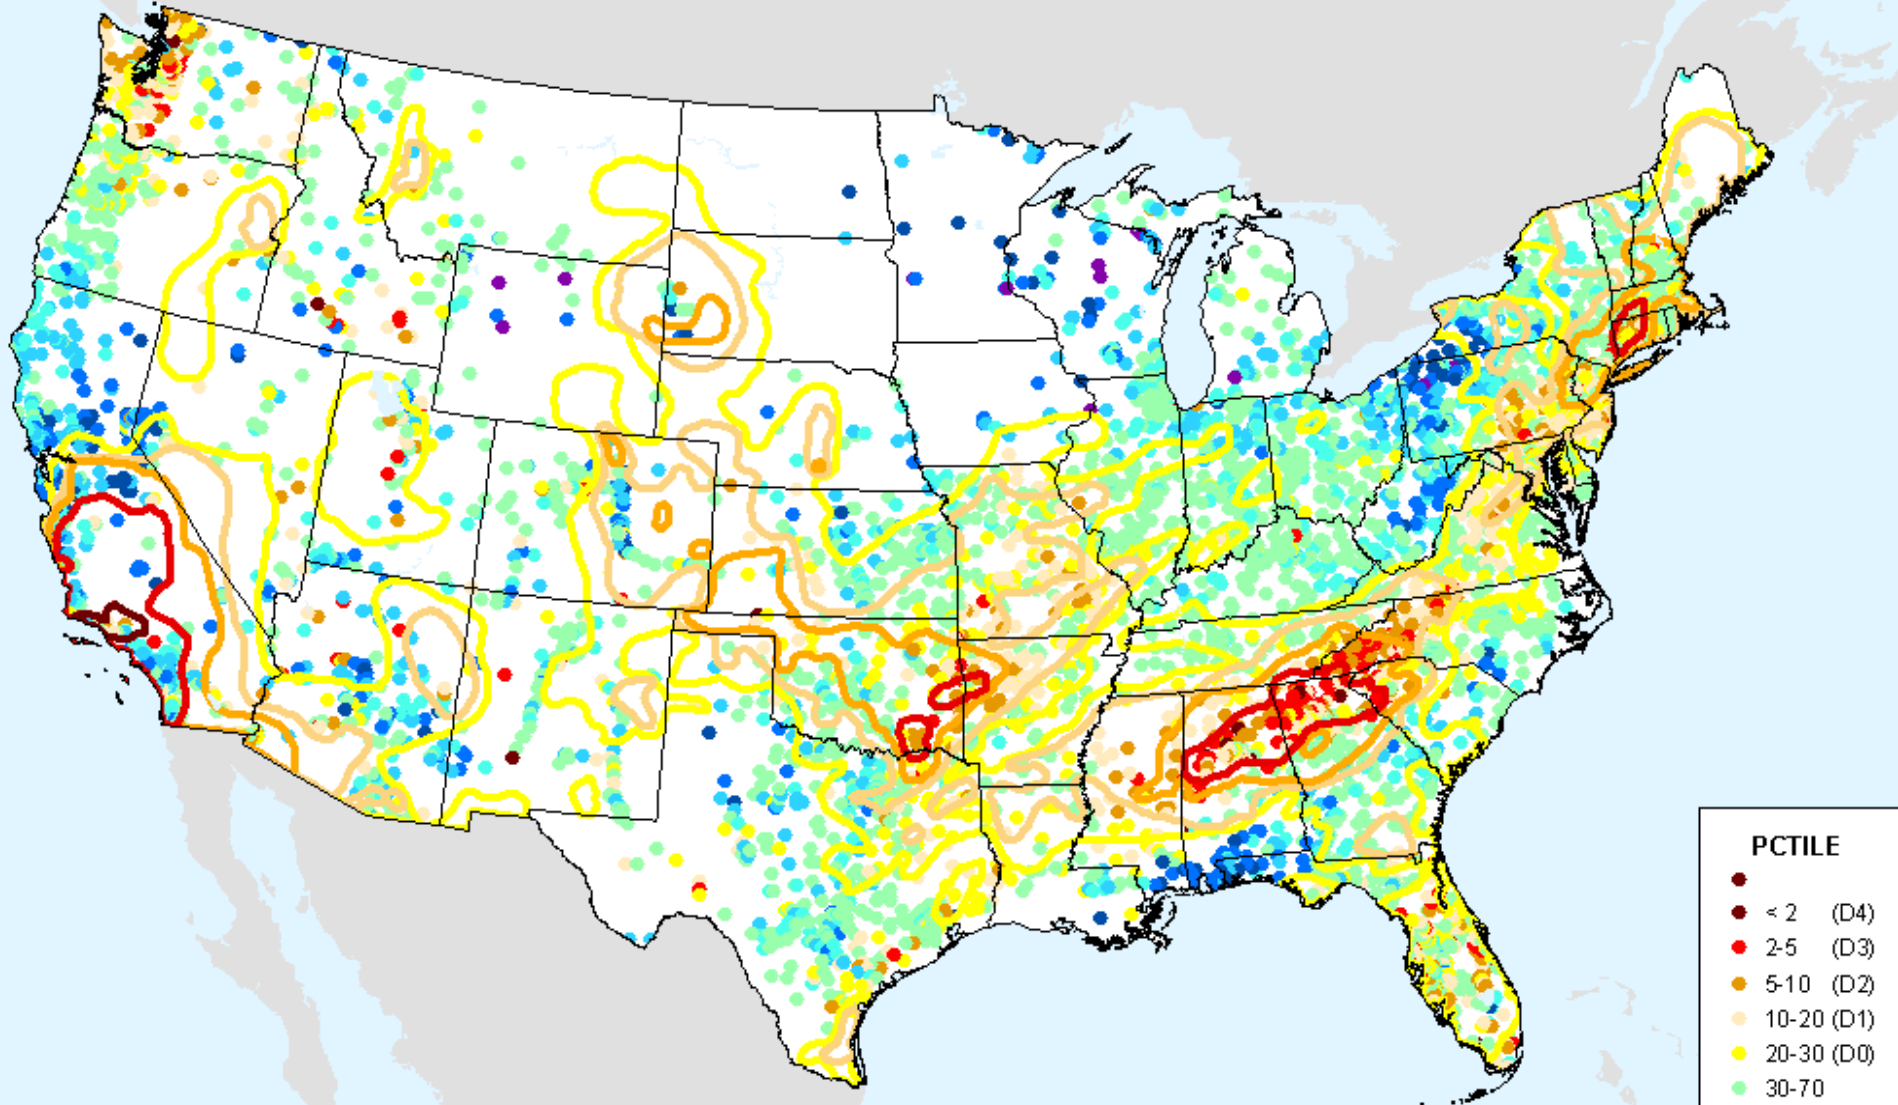 PCTILE
< 2 (D4)
2-5 (D3)
5-10 (D2)
10-20 (D1)
20-30 (D0)
30-70